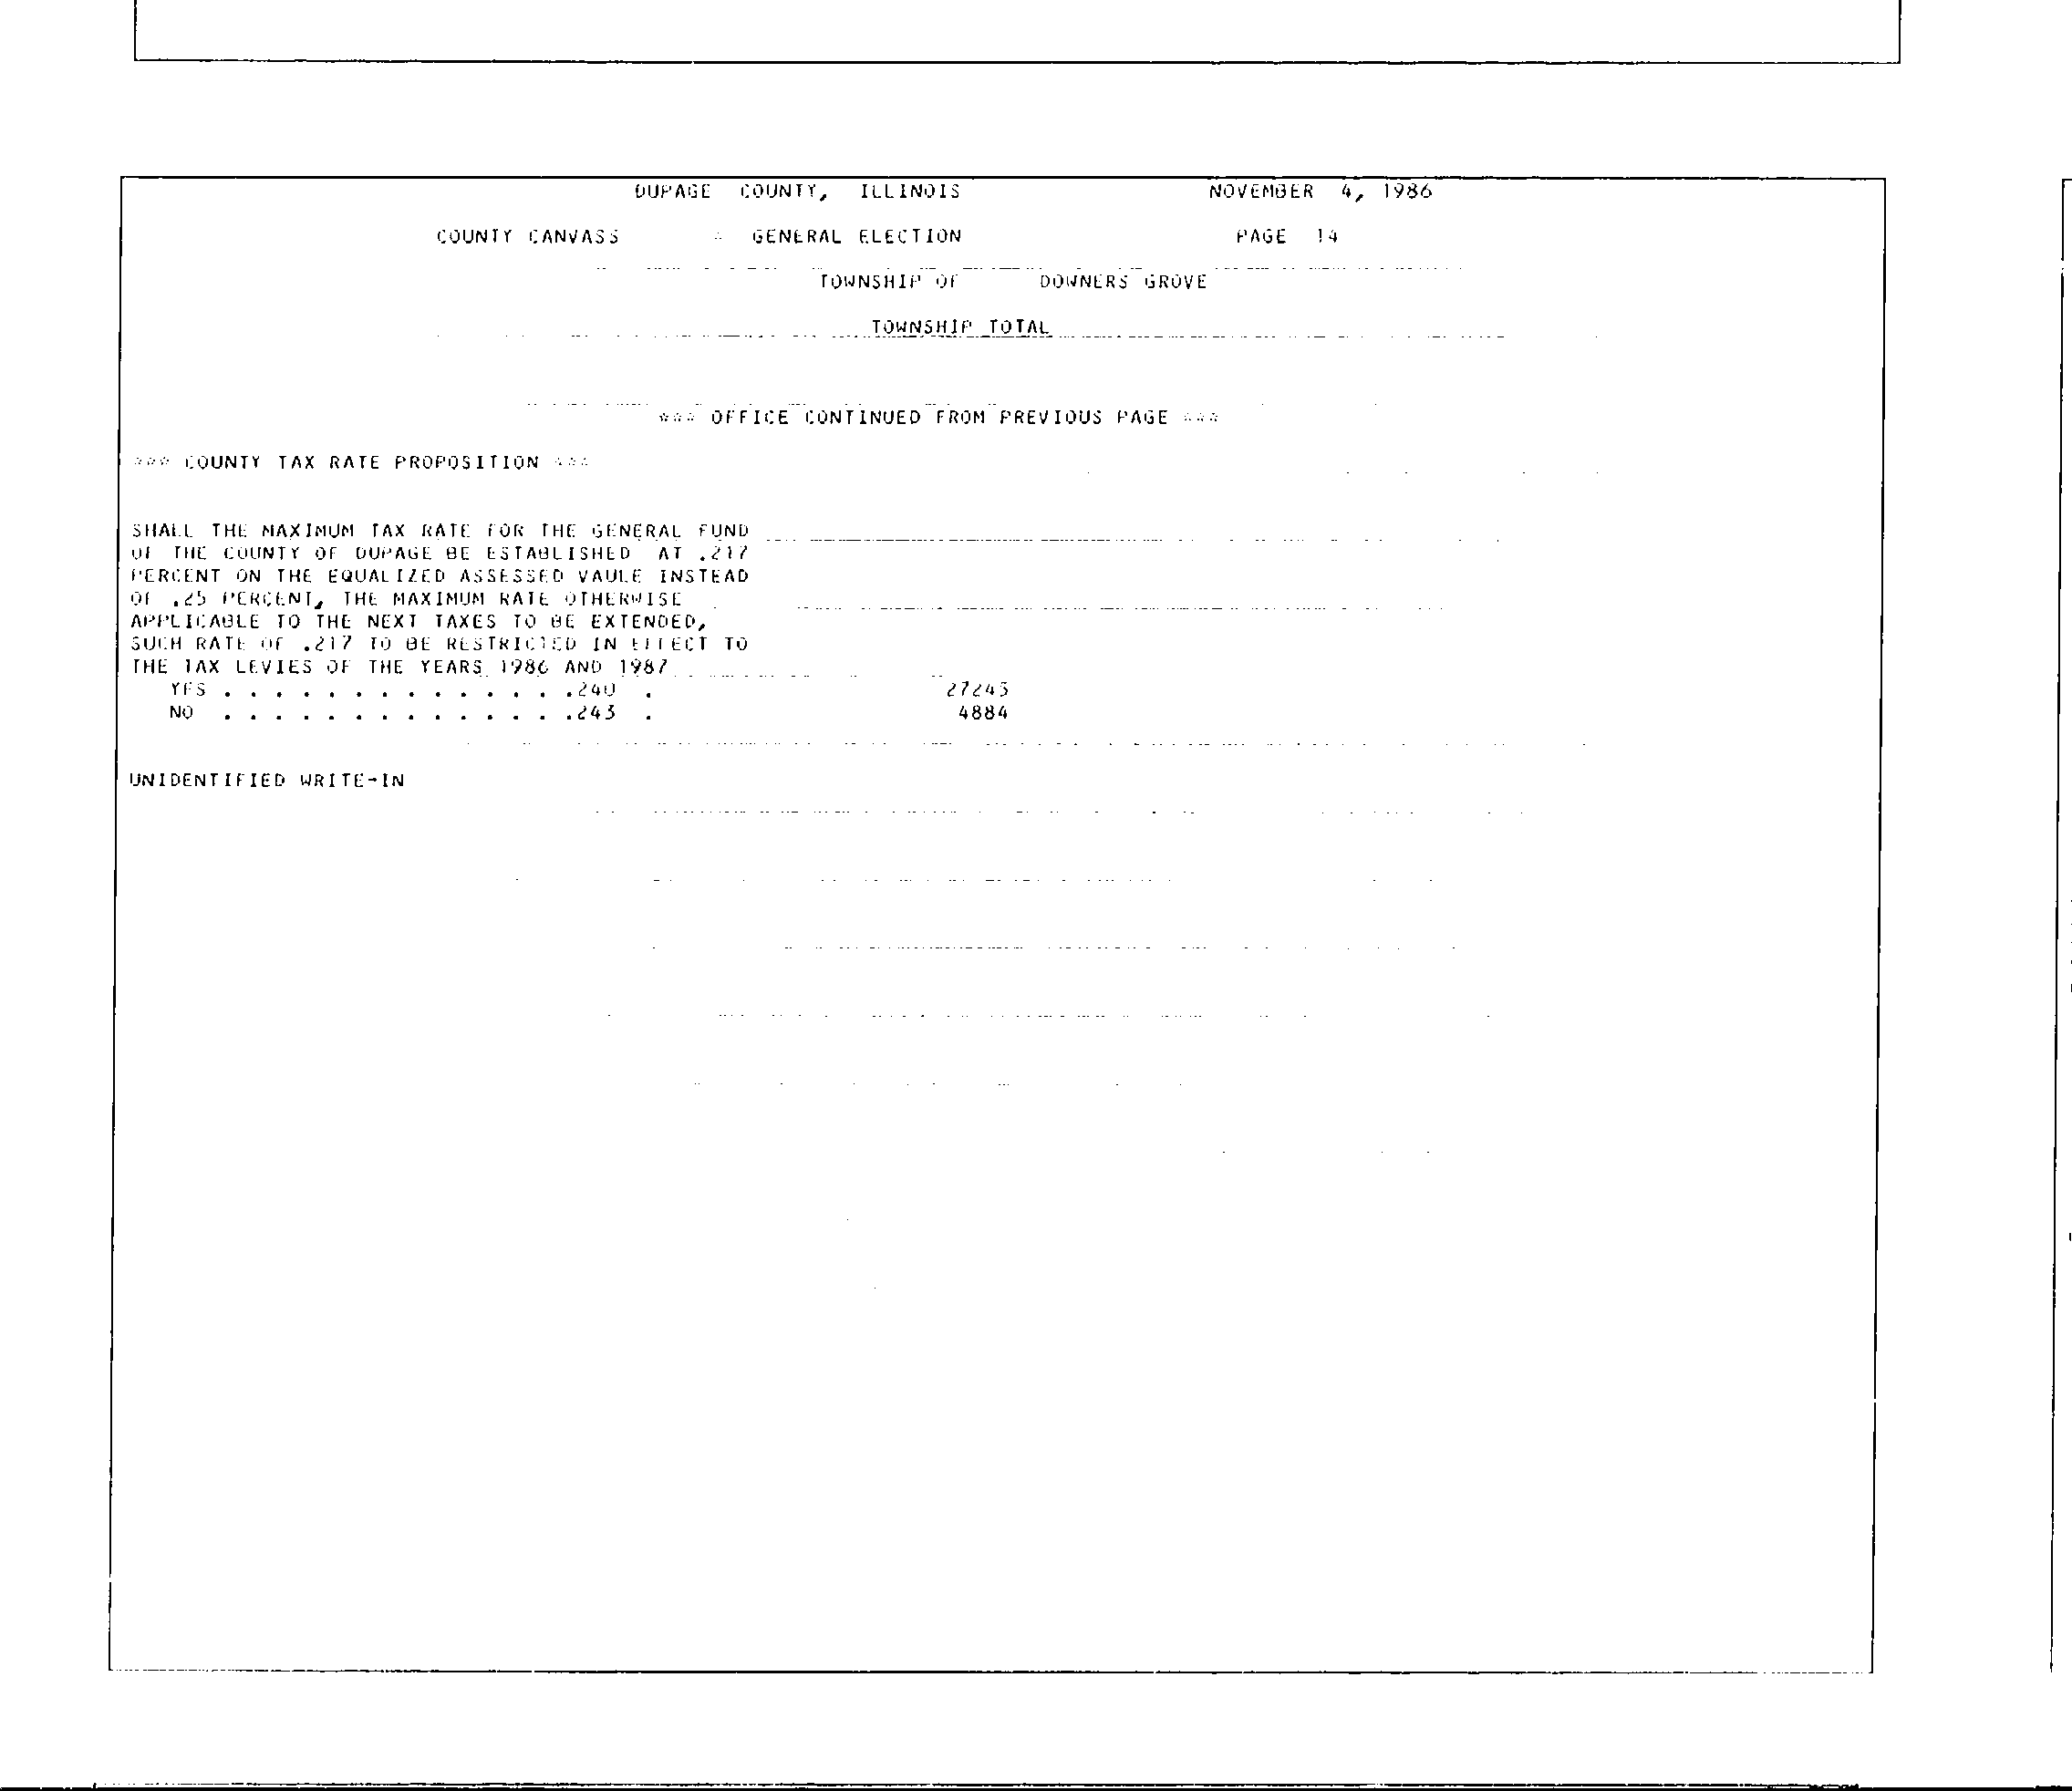 DUPAGE COUNTY, ILLINOIS NOVEMBER 4, 1986
COUNTY CANVASS * GENERAL ELECTION PAGE 14
TOWNSHIP OF DOWNERS GROVE
TOWNSHIP TOTAL
*** OFFICE CONTINUED FROM PREVIOUS PAGE ***
*** COUNTY TAX RATE PROPOSITION ***
SHALL THE MAXIMUM TAX RATE FOR THE GENERAL FUND
OF THE COUNTY OF DUPAGE BE ESTABLISHED AT .217
PERCENT ON THE EQUALIZED ASSESSED VAULE INSTEAD
OF .25 PERCENT, THE MAXIMUM RATE OTHERWISE
APPLICABLE TO THE NEXT TAXES TO BE EXTENDED,
SUCH RATE OF .217 TO BE RESTRICTED IN EFFECT TO
THE TAX LEVIES OF THE YEARS 1986 AND 1987
YES . . . . . . . . . . . . . .240 . 27245
NO . . . . . . . . . . . . . .243 . 4884
UNIDENTIFIED WRITE-IN